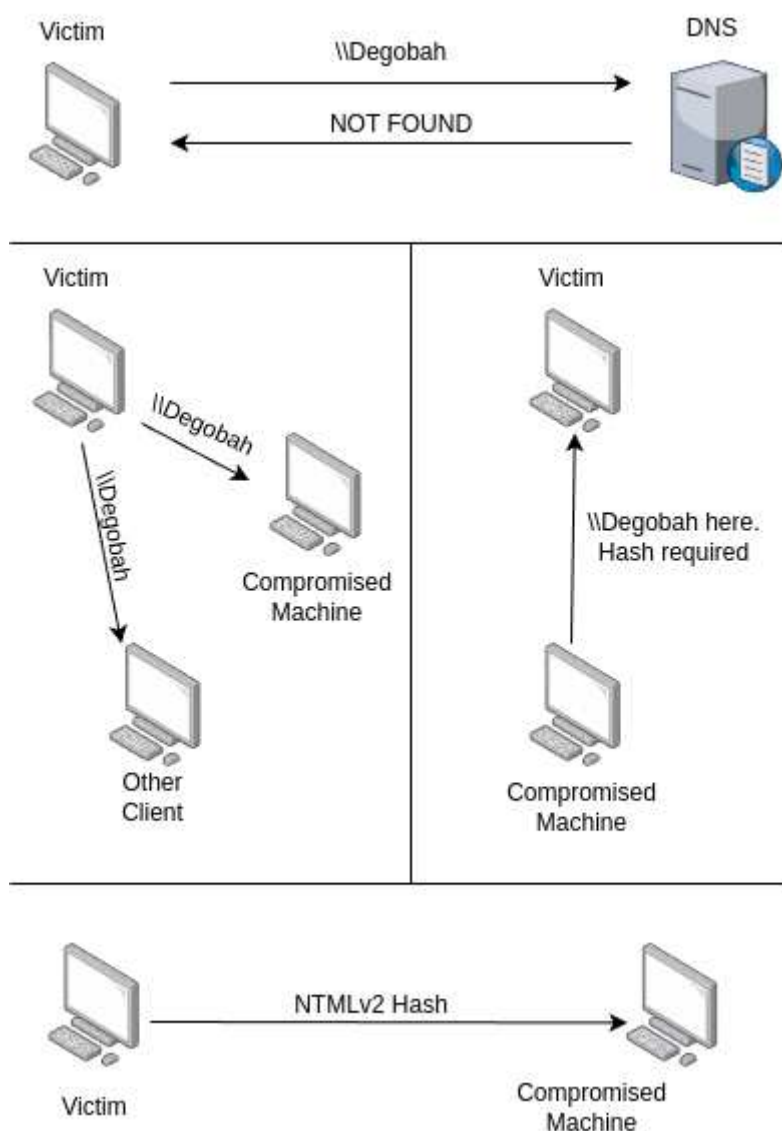 Victim
DNS
\\Degobah
NOT FOUND
Victim
\\Degobah
\\Degobah
Compromised
Machine
Other
Client
Victim
\\Degobah here.
Hash required
Compromised
Machine
NTMLv2 Hash
Victim
Compromised
Machine